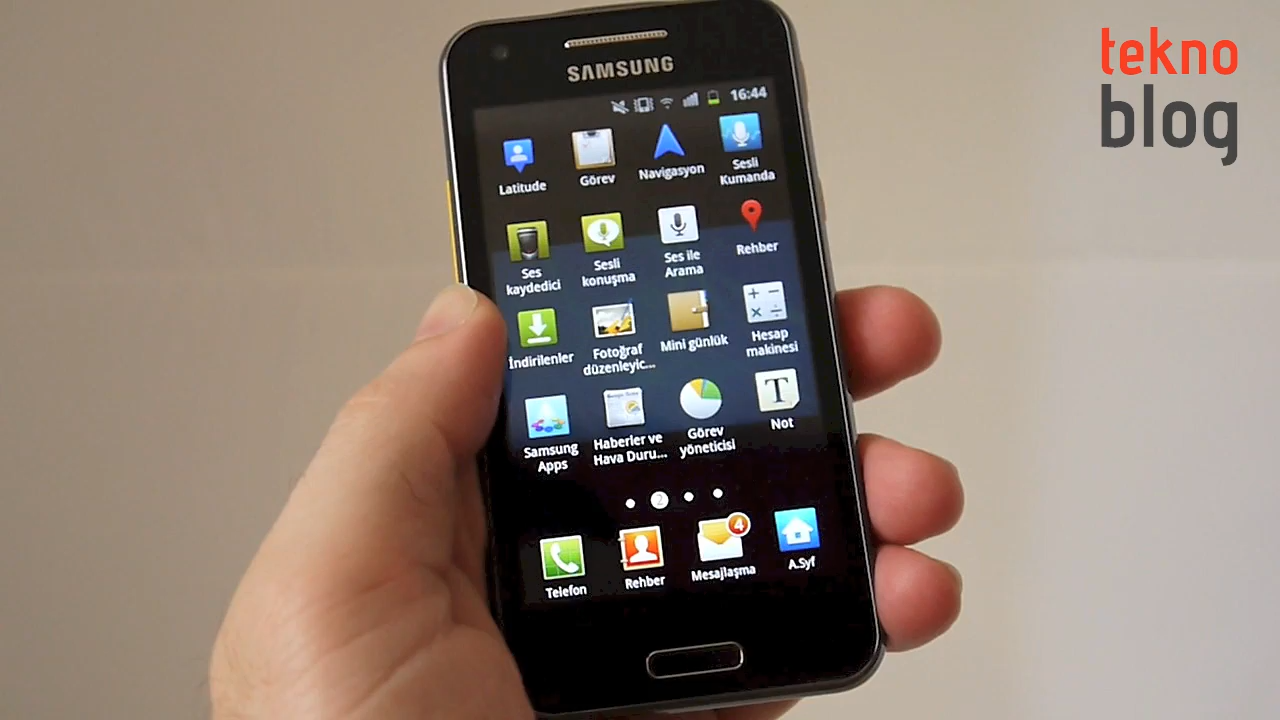 tekno
blog
SAMSUNG
16:44
Latitude
Görev
Navigasyon
Sesli
Kumanda
Ses
kaydedici
Sesli
konuşma
Ses ile
Arama
Rehber
İndirilenler
Fotoğraf
düzenleyic...
Mini günlük
Hesap
makinesi
Samsung
Apps
Haberler ve
Hava Duru...
Görev
yöneticisi
T
Not
2
Telefon
Rehber
4
Mesajlaşma
A.Syf